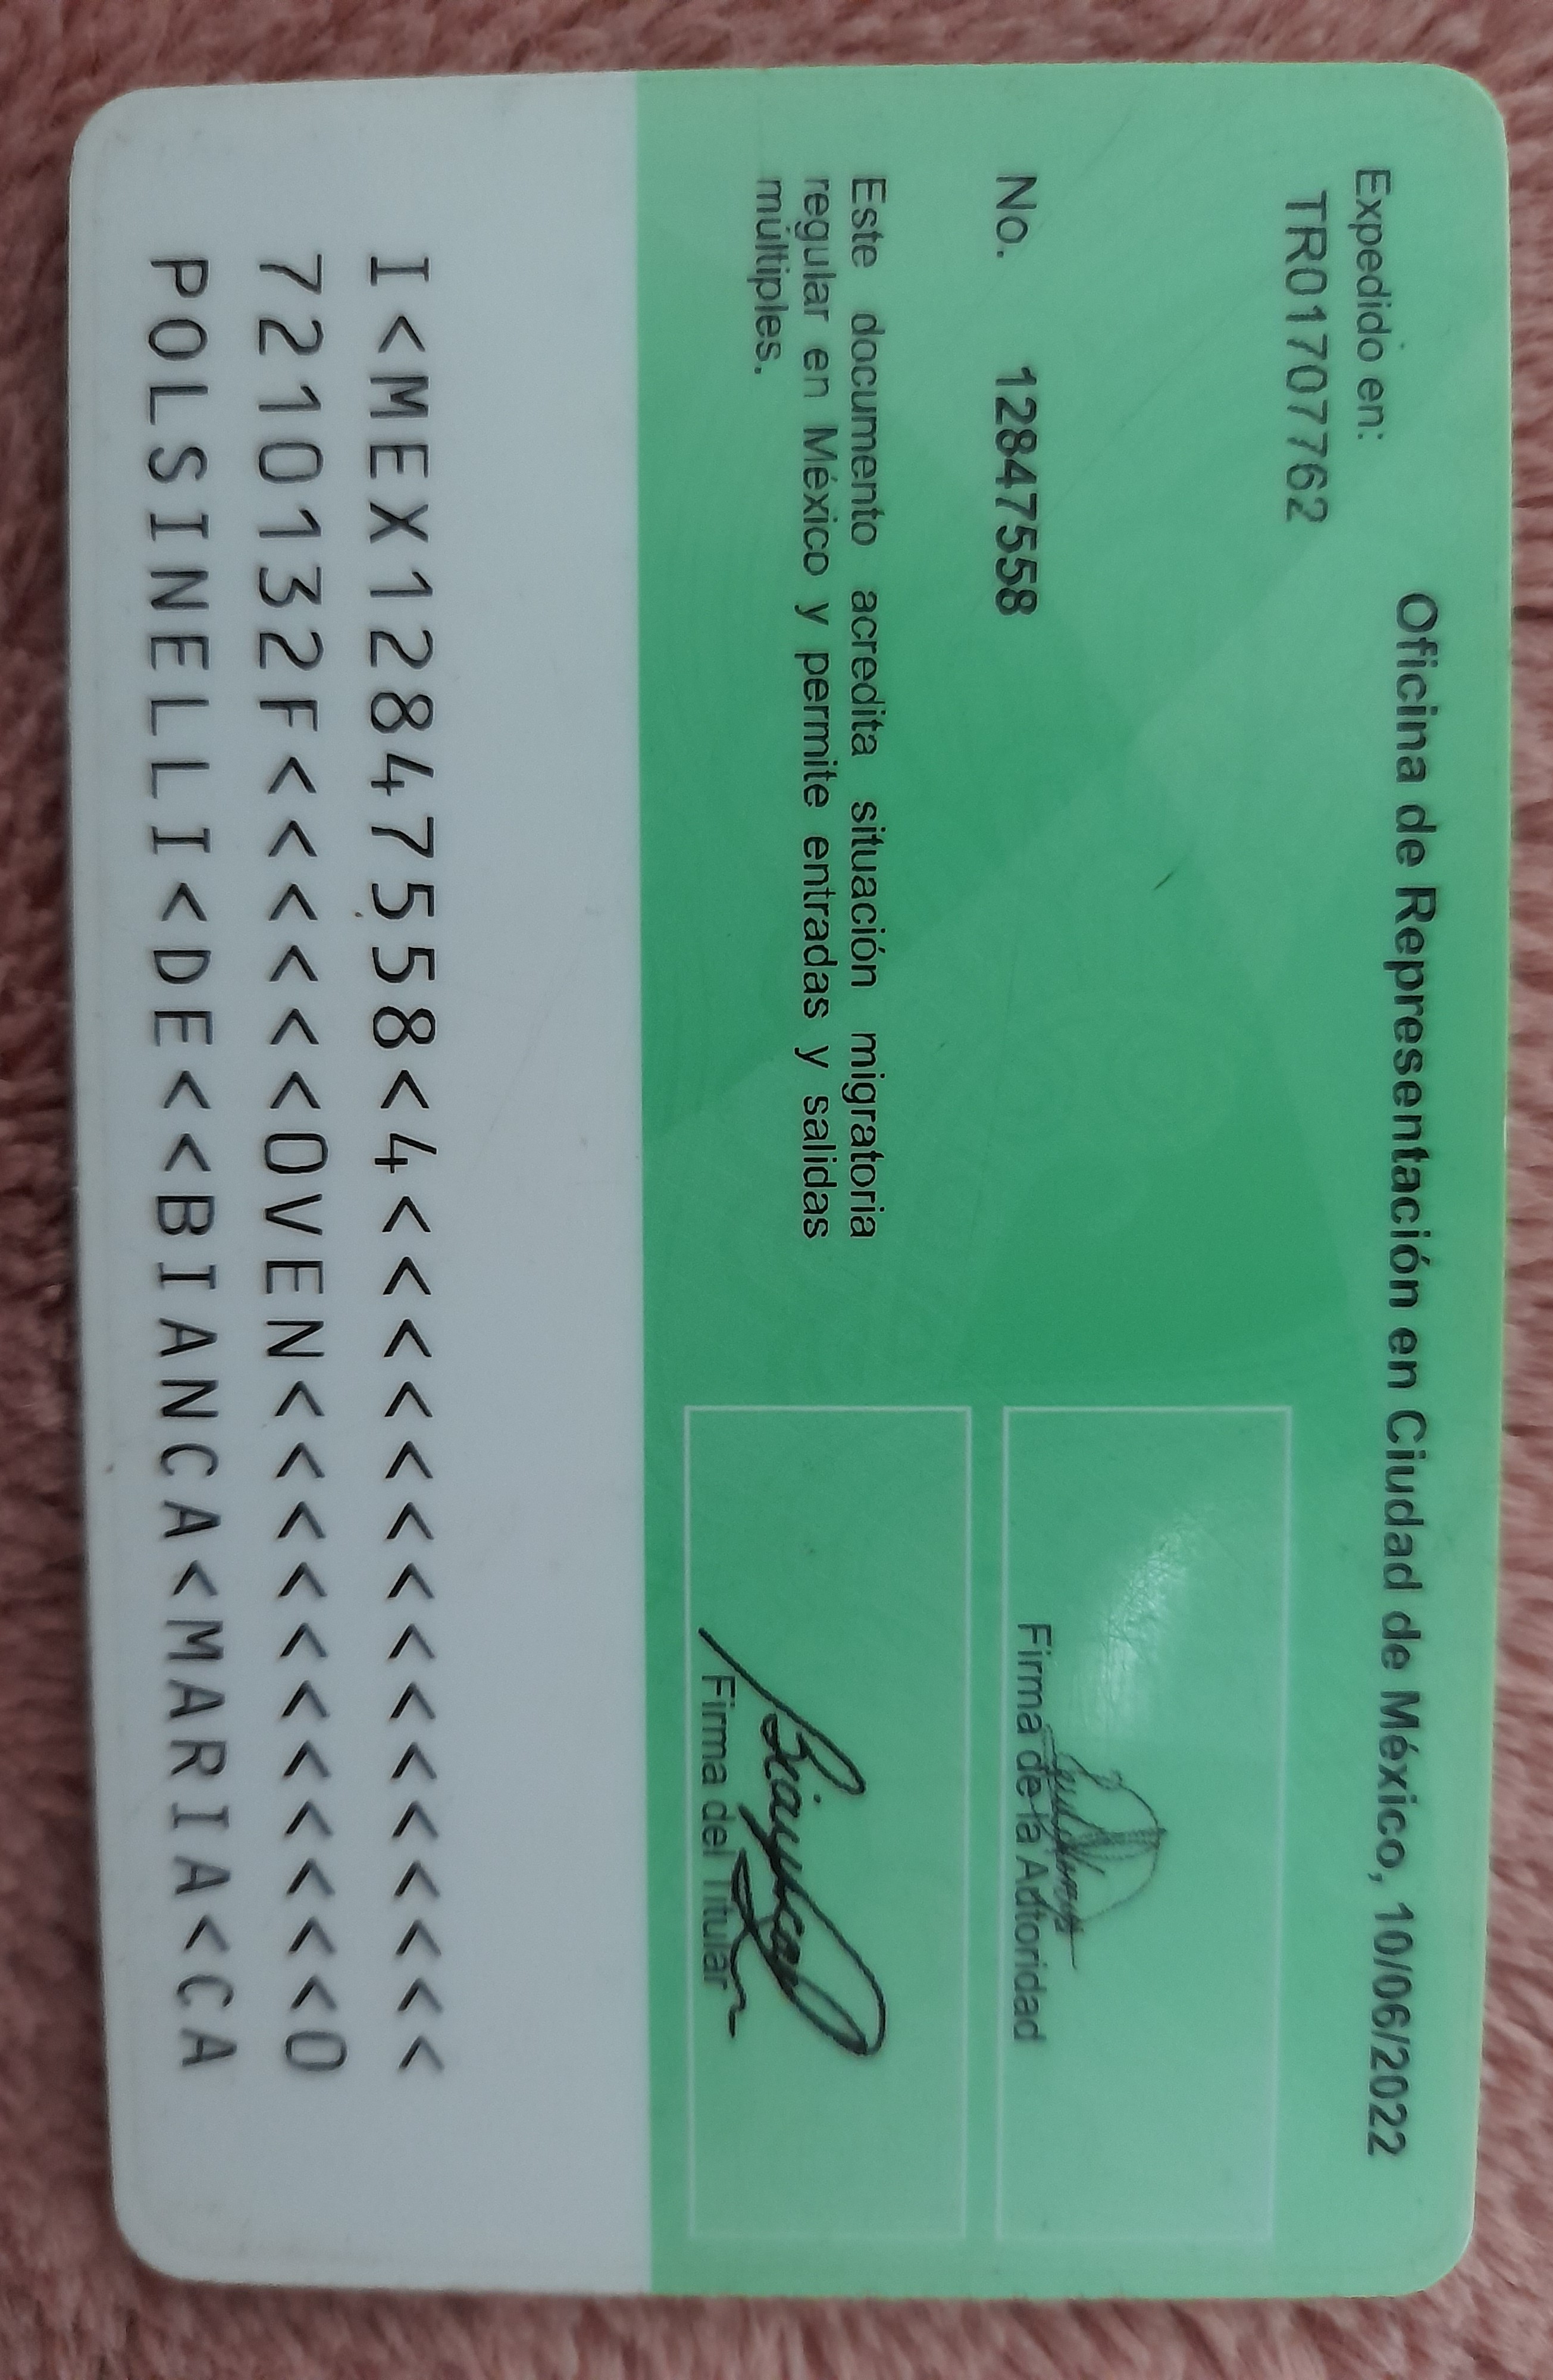 Oficina de Representación en Ciudad de México, 10/06/2022
Expedido en:
TR01707762
No. 12847558
Firma de la Autoridad
Este documento acredita situación migratoria
regular en México y permite entradas y salidas
múltiples.
Firma del Titular
I<MEX12847558<4<<<<<<<<<<<<<<<
7210132F<<<<<<OVEN<<<<<<<<<<<0
POLSINELLI<DE<<BIANCA<MARIA<CA